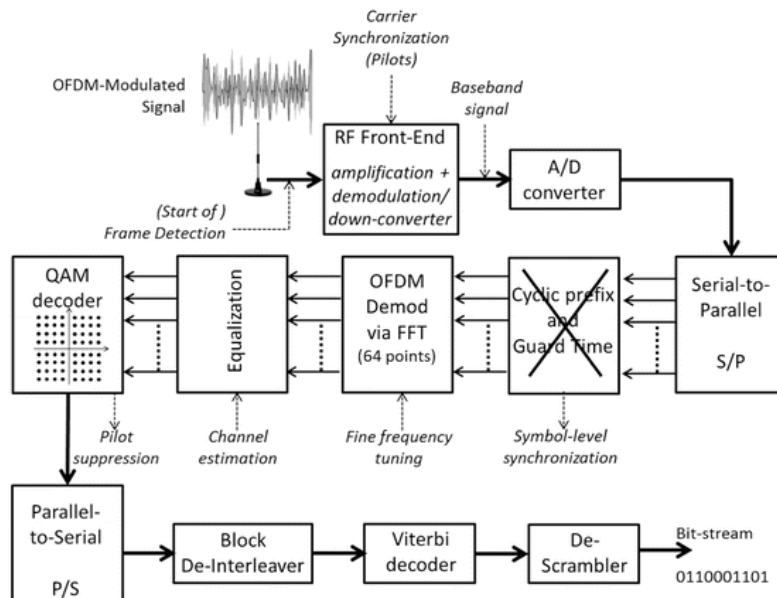 Carrier
Synchronization
(Pilots)
OFDM-Modulated
Signal
Baseband
signal
RF Front-End
amplification +
demodulation/
down-converter
A/D
converter
(Start of )
Frame Detection
QAM
decoder
Equalization
OFDM
Demod
via FFT
(64 points)
Cyclic prefix
and
Guard Time
Serial-to-
Parallel
S/P
Pilot
suppression
Channel
estimation
Fine frequency
tuning
Symbol-level
synchronization
Parallel-
to-Serial
P/S
Block
De-Interleaver
Viterbi
decoder
De-
Scrambler
Bit-stream
0110001101